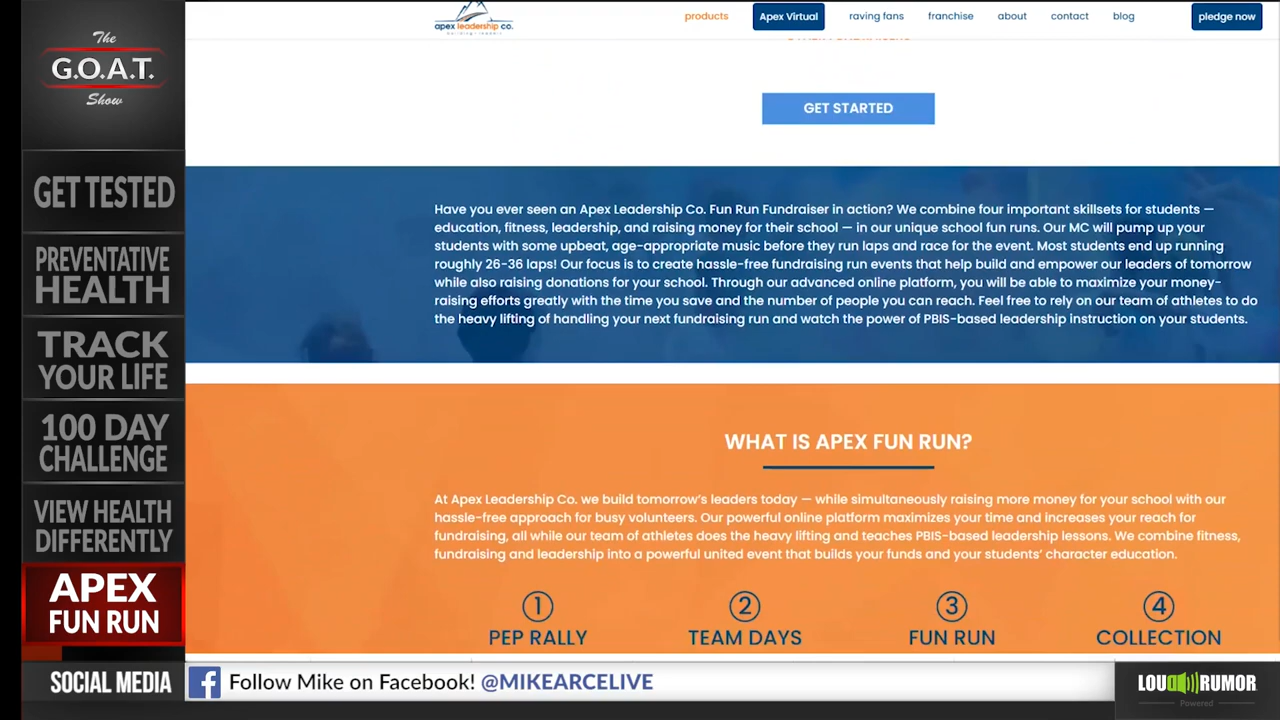 The
G.O.A.T.
Show
GET TESTED
PREVENTATIVE
HEALTH
TRACK
YOUR LIFE
100 DAY
CHALLENGE
VIEW HEALTH
DIFFERENTLY
APEX
FUN RUN
apex leadership co.
building leaders
products
Apex Virtual
raving fans
franchise
about
contact
blog
pledge now
GET STARTED
Have you ever seen an Apex Leadership Co. Fun Run Fundraiser in action? We combine four important skillsets for students —
education, fitness, leadership, and raising money for their school — in our unique school fun runs. Our MC will pump up your
students with some upbeat, age-appropriate music before they run laps and race for the event. Most students end up running
roughly 26-36 laps! Our focus is to create hassle-free fundraising run events that help build and empower our leaders of tomorrow
while also raising donations for your school. Through our advanced online platform, you will be able to maximize your money-
raising efforts greatly with the time you save and the number of people you can reach. Feel free to rely on our team of athletes to do
the heavy lifting of handling your next fundraising run and watch the power of PBIS-based leadership instruction on your students.
WHAT IS APEX FUN RUN?
At Apex Leadership Co. we build tomorrow's leaders today — while simultaneously raising more money for your school with our
hassle-free approach for busy volunteers. Our powerful online platform maximizes your time and increases your reach for
fundraising, all while our team of athletes does the heavy lifting and teaches PBIS-based leadership lessons. We combine fitness,
fundraising and leadership into a powerful united event that builds your funds and your students' character education.
1 2 3 4
PEP RALLY TEAM DAYS FUN RUN COLLECTION
SOCIAL MEDIA
Follow Mike on Facebook! @MIKEARCELIVE
LOUD RUMOR
Powered